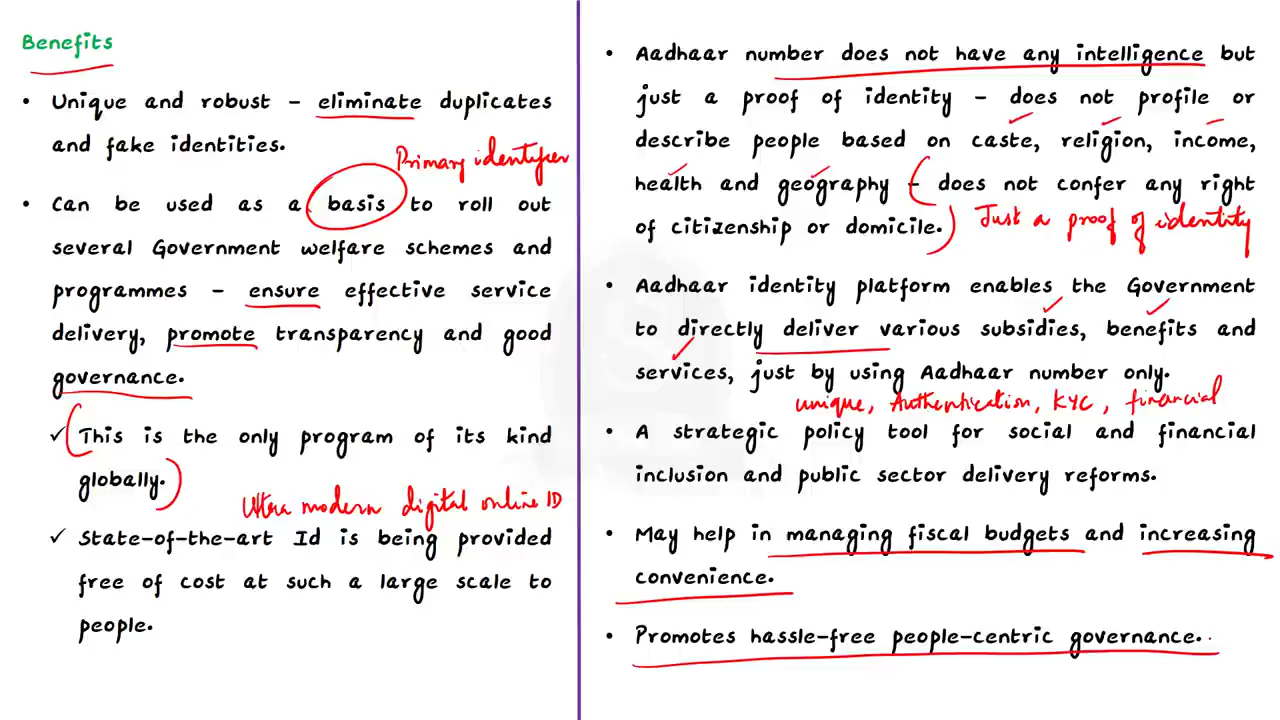 Benefits
• Unique and robust – eliminate duplicates
and fake identities.
Primary identifier
• Can be used as a basis to roll out
several Government welfare schemes and
programmes – ensure effective service
delivery, promote transparency and good
governance.
✓ This is the only program of its kind
globally.
Ultra modern digital online ID
✓ State-of-the-art Id is being provided
free of cost at such a large scale to
people.
• Aadhaar number does not have any intelligence but
just a proof of identity – does not profile or
describe people based on caste, religion, income,
health and geography – does not confer any right
of citizenship or domicile.
Just a proof of identity
• Aadhaar identity platform enables the Government
to directly deliver various subsidies, benefits and
services, just by using Aadhaar number only.
unique, Authentication, KYC, financial
• A strategic policy tool for social and financial
inclusion and public sector delivery reforms.
• May help in managing fiscal budgets and increasing
convenience.
• Promotes hassle-free people-centric governance.